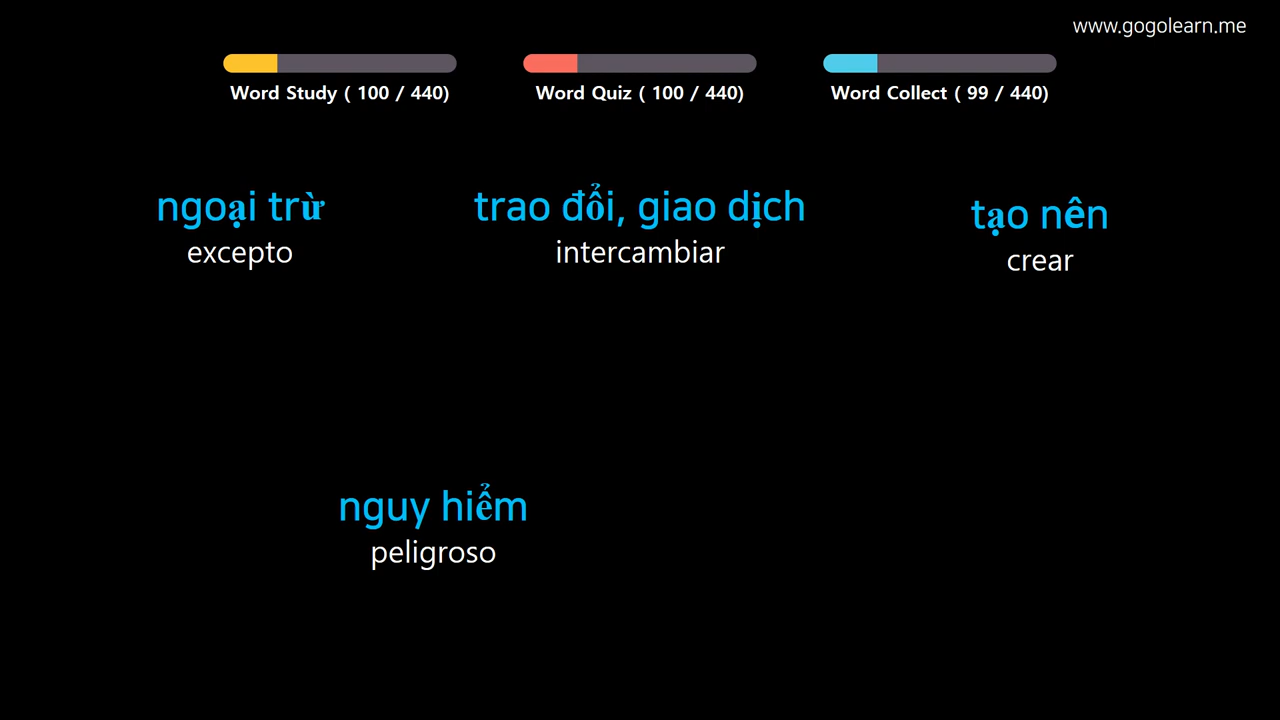 www.gogolearn.me
Word Study ( 100 / 440)
Word Quiz ( 100 / 440)
Word Collect ( 99 / 440)
ngoại trừ
excepto
trao đổi, giao dịch
intercambiar
tạo nên
crear
nguy hiểm
peligroso